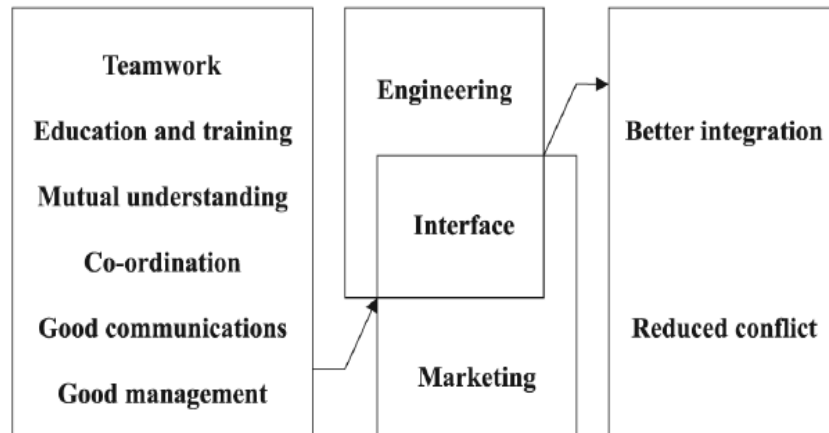 Teamwork
Education and training
Mutual understanding
Co-ordination
Good communications
Good management
Engineering
Interface
Marketing
Better integration
Reduced conflict